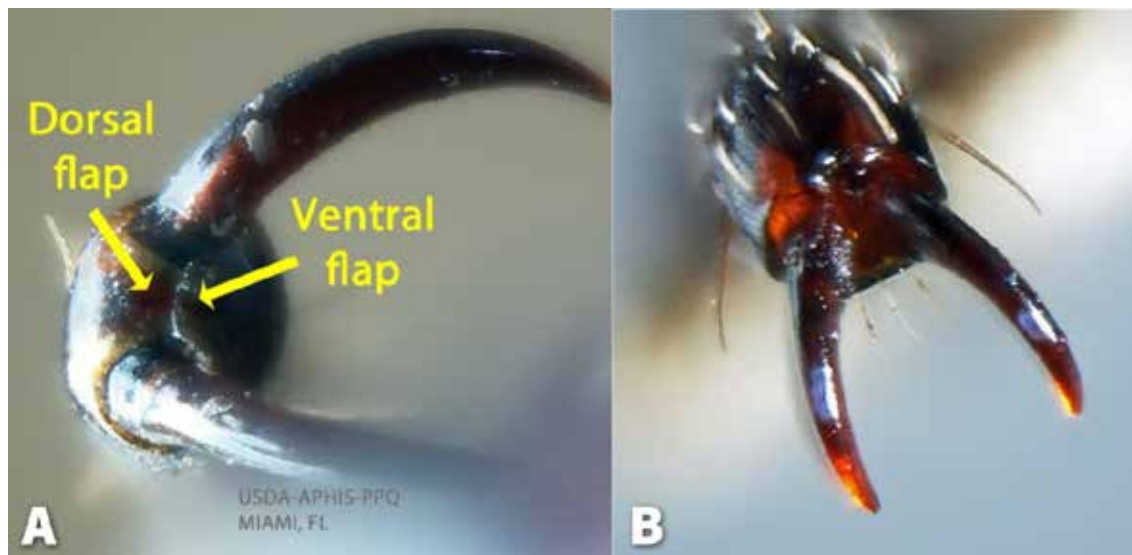 Dorsal
flap
Ventral
flap
USDA-APHIS-PPQ
MIAMI, FL
A
B